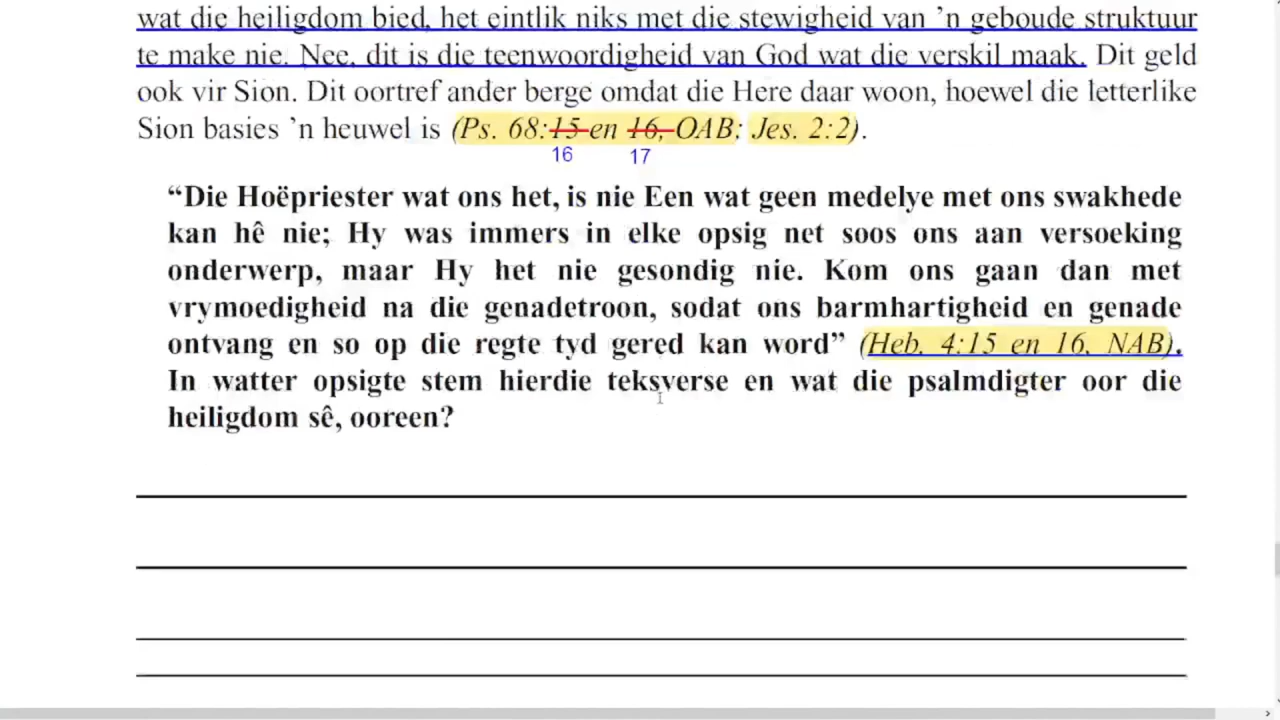 wat die heiligdom bied, het eintlik niks met die stewigheid van ’n geboude struktuur
te make nie. Nee, dit is die teenwoordigheid van God wat die verskil maak. Dit geld
ook vir Sion. Dit oortref ander berge omdat die Here daar woon, hoewel die letterlike
Sion basies ’n heuwel is (Ps. 68:15 en 16, OAB; Jes. 2:2).
16 17
“Die Hoëpriester wat ons het, is nie Een wat geen medelye met ons swakhede
kan hê nie; Hy was immers in elke opsig net soos ons aan versoeking
onderwerp, maar Hy het nie gesondig nie. Kom ons gaan dan met
vrymoedigheid na die genadetroon, sodat ons barmhartigheid en genade
ontvang en so op die regte tyd gered kan word” (Heb. 4:15 en 16, NAB).
In watter opsigte stem hierdie teksverse en wat die psalmdigter oor die
heiligdom sê, ooreen?